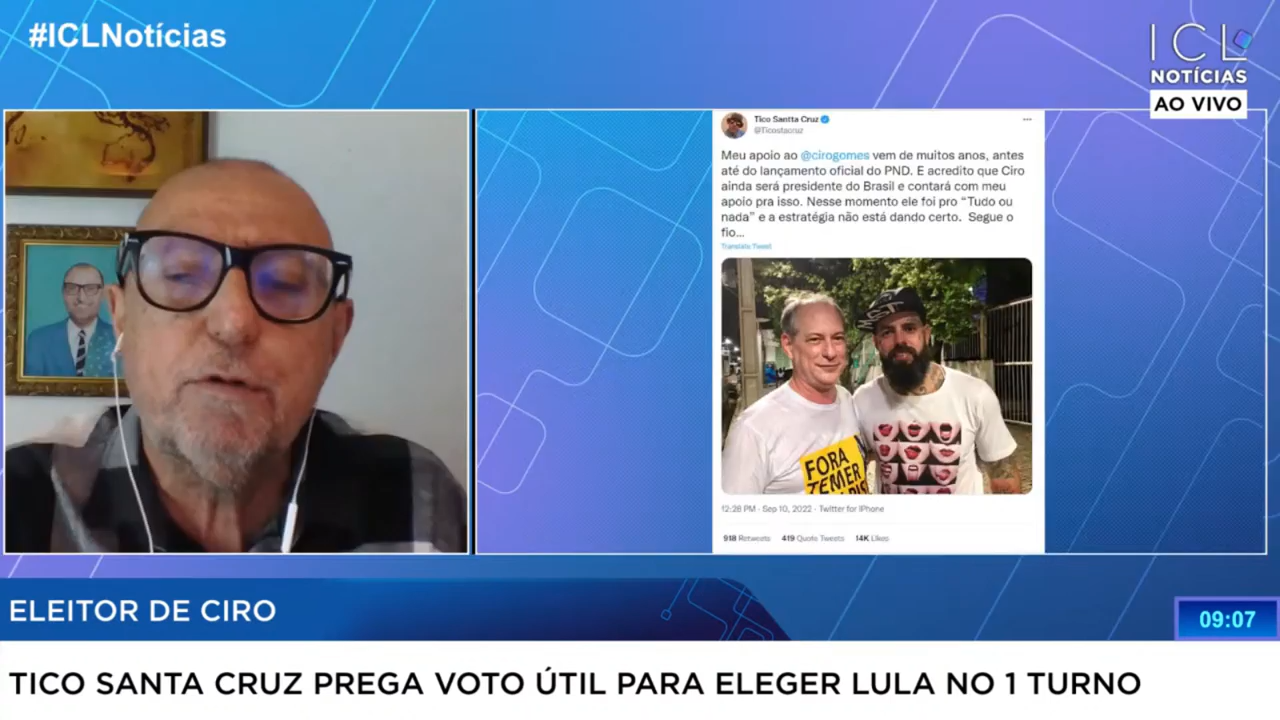 #ICLNotícias
ICL
NOTÍCIAS
AO VIVO
Tico Santta Cruz
@Ticostacruz
Meu apoio ao @cirogomes vem de muitos anos, antes
até do lançamento oficial do PND. E acredito que Ciro
ainda será presidente do Brasil e contará com meu
apoio pra isso. Nesse momento ele foi pro “Tudo ou
nada” e a estratégia não está dando certo. Segue o
fio...
Translate Tweet
FORA
TEMER
12:28 PM · Sep 10, 2022 · Twitter for iPhone
918 Retweets 419 Quote Tweets 14K Likes
ELEITOR DE CIRO
09:07
TICO SANTA CRUZ PREGA VOTO ÚTIL PARA ELEGER LULA NO 1 TURNO